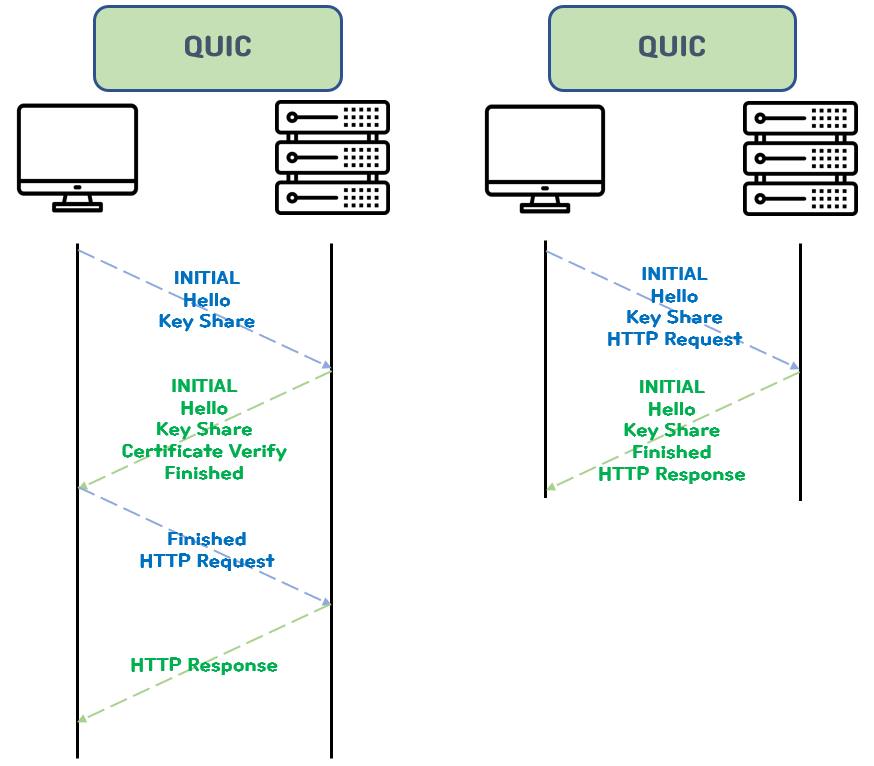 QUIC
INITIAL
Hello
Key Share
INITIAL
Hello
Key Share
Certificate Verify
Finished
Finished
HTTP Request
HTTP Response
QUIC
INITIAL
Hello
Key Share
HTTP Request
INITIAL
Hello
Key Share
Finished
HTTP Response